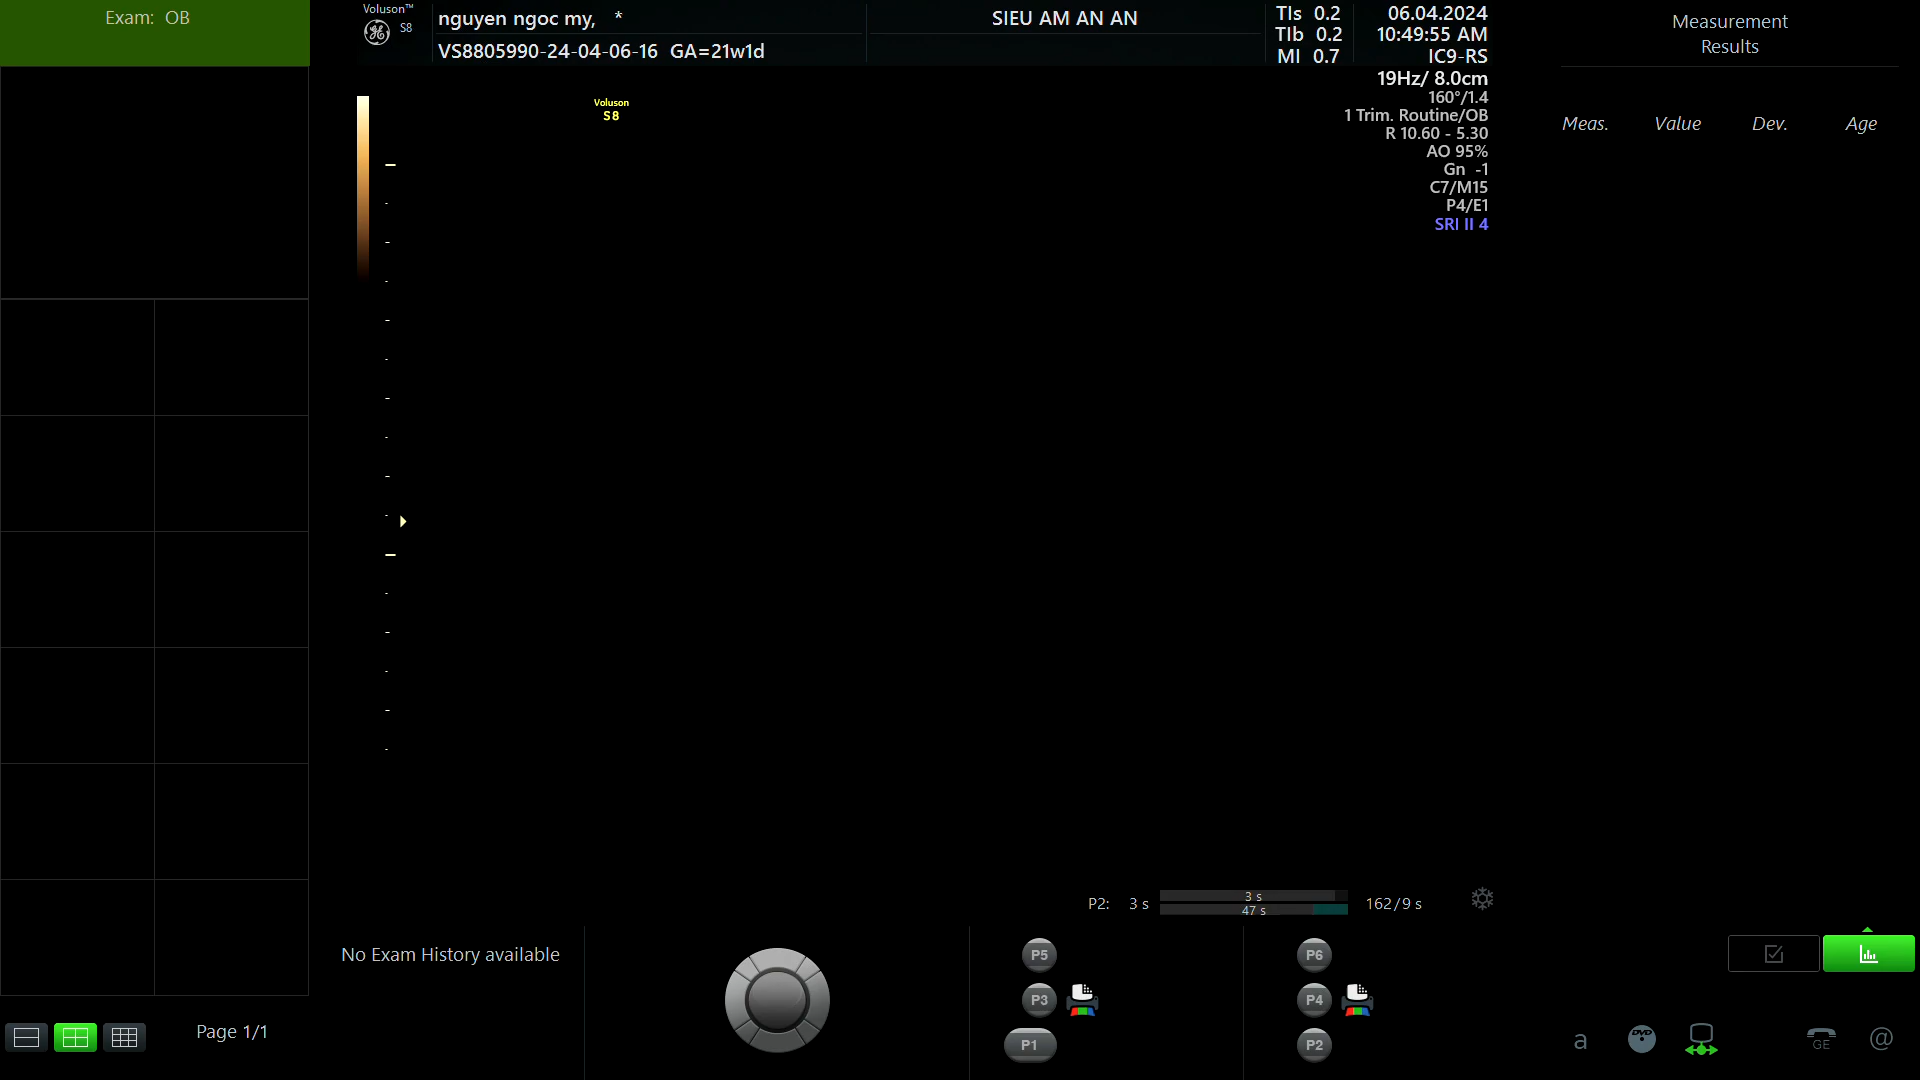 Exam: OB
Voluson™
S8
nguyen ngoc my, *
VS8805990-24-04-06-16 GA=21w1d
SIEU AM AN AN
TIs 0.2
TIb 0.2
MI 0.7
06.04.2024
10:49:55 AM
IC9-RS
19Hz/ 8.0cm
160°/1.4
1 Trim. Routine/OB
R 10.60 - 5.30
AO 95%
Gn -1
C7/M15
P4/E1
SRI II 4
Voluson
S8
Measurement
Results
Meas. Value Dev. Age
P2: 3 s
3 s
47 s
162/9 s
No Exam History available
P5
P3
P1
P6
P4
P2
Page 1/1
a
DVD
GE
@